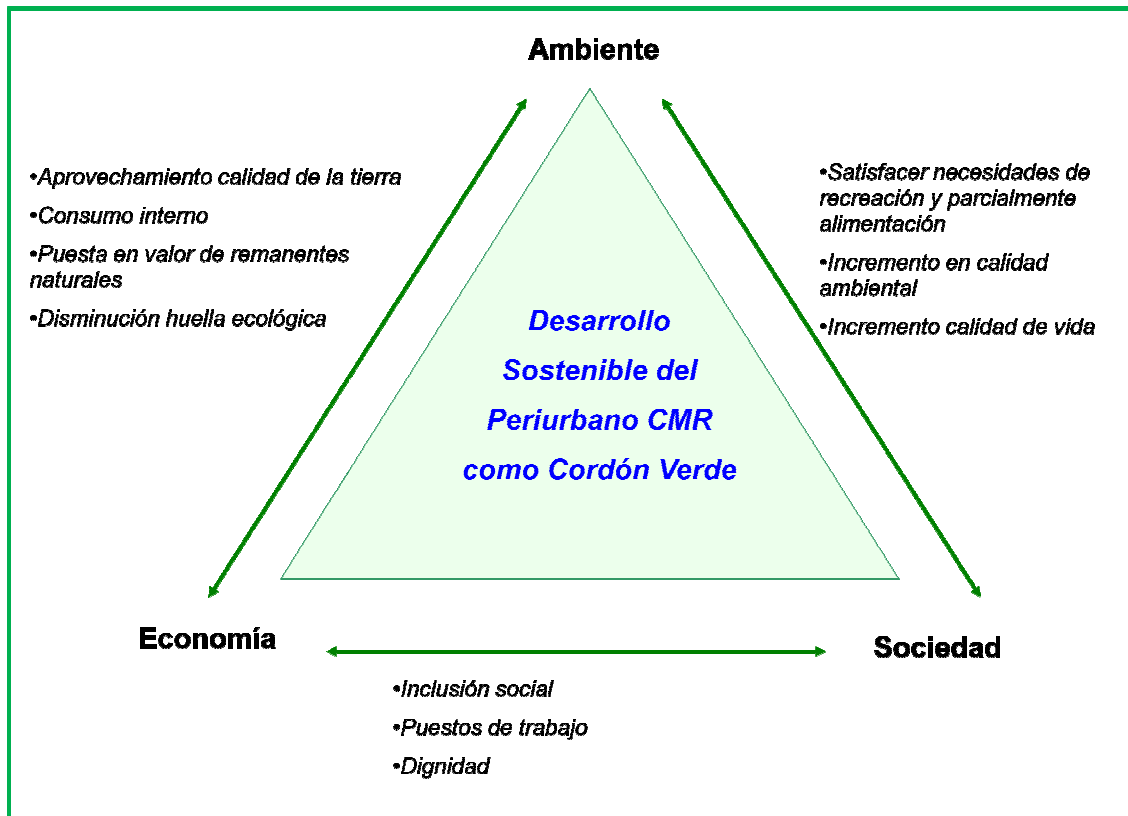 Ambiente
•Aprovechamiento calidad de la tierra
•Consumo interno
•Puesta en valor de remanentes
naturales
•Disminución huella ecológica
•Satisfacer necesidades de
recreación y parcialmente
alimentación
•Incremento en calidad
ambiental
•Incremento calidad de vida
Desarrollo
Sostenible del
Periurbano CMR
como Cordón Verde
Economía
Sociedad
•Inclusión social
•Puestos de trabajo
•Dignidad